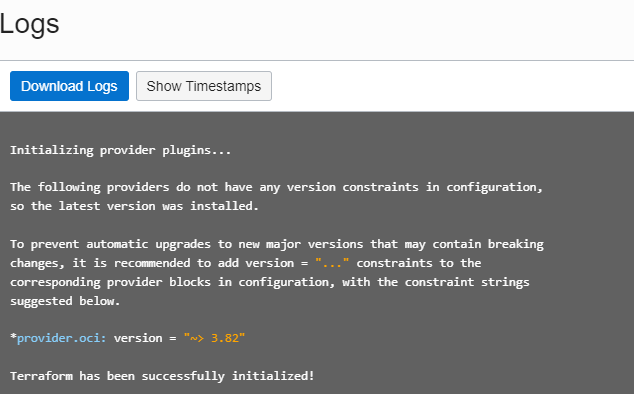 Logs
Download Logs
Show Timestamps
Initializing provider plugins...
The following providers do not have any version constraints in configuration,
so the latest version was installed.
To prevent automatic upgrades to new major versions that may contain breaking
changes, it is recommended to add version = "..." constraints to the
corresponding provider blocks in configuration, with the constraint strings
suggested below.
*provider.oci: version = "~> 3.82"
Terraform has been successfully initialized!